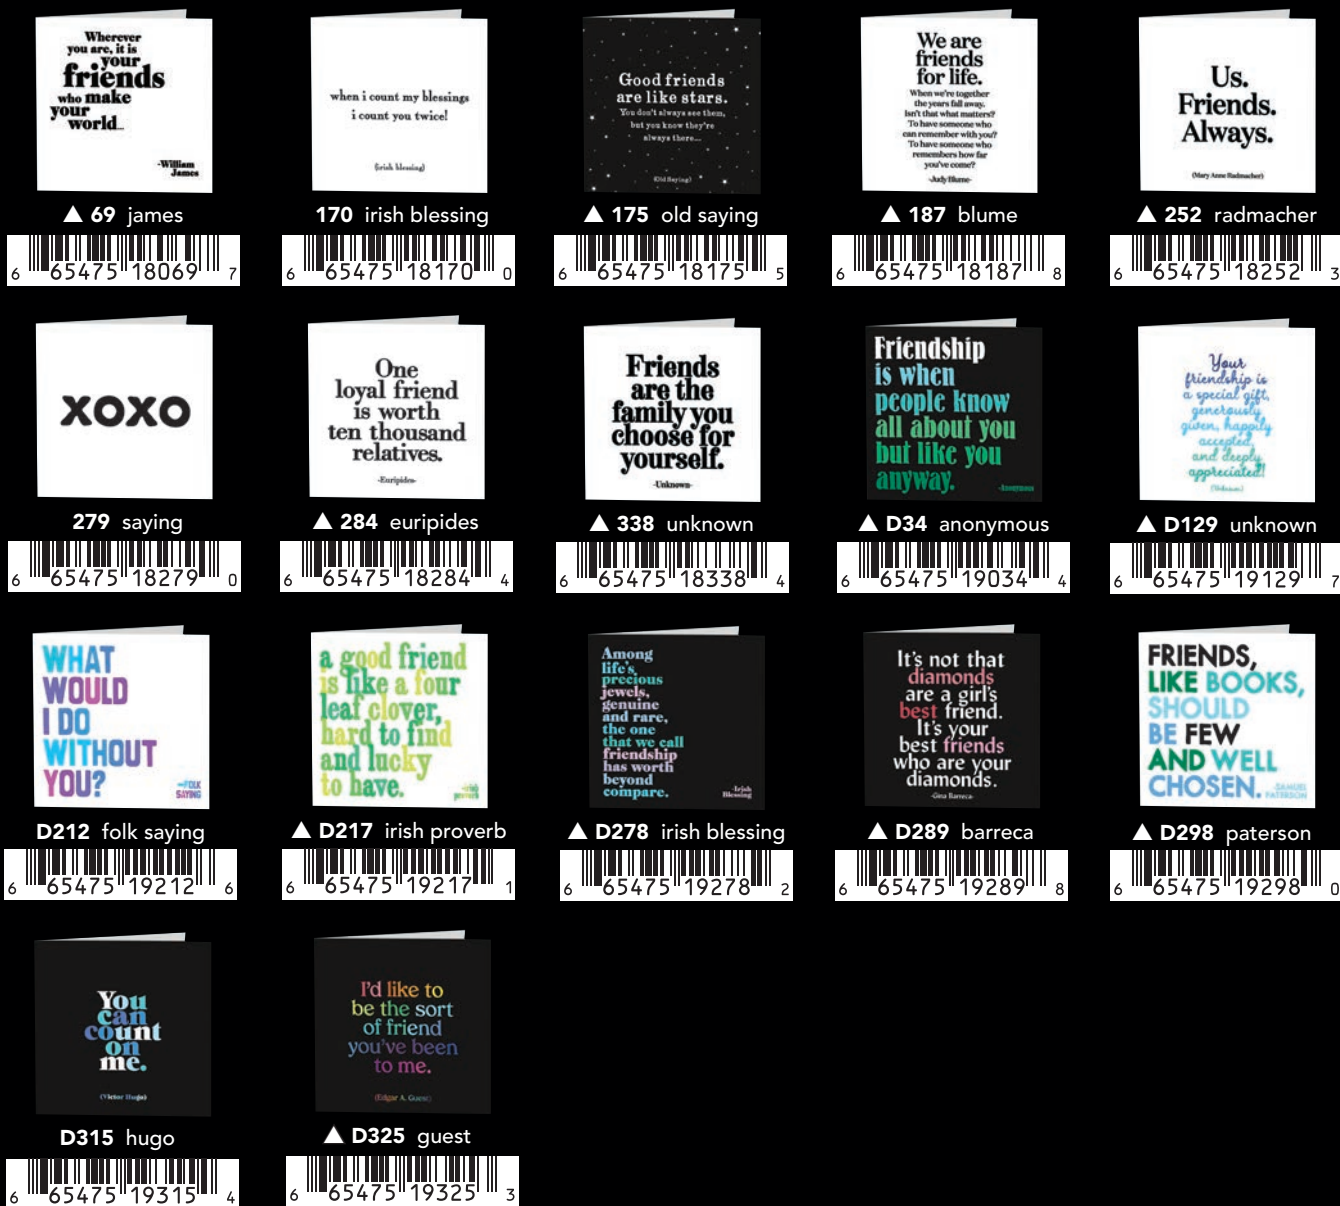 Wherever
you are, it is
your
friends
who make
your
world...
-William
James
▲ 69 james
6 65475 18069 7
when i count my blessings
i count you twice!
(irish blessing)
170 irish blessing
6 65475 18170 0
Good friends
are like stars.
You don't always see them,
but you know they're
always there...
(Old Saying)
▲ 175 old saying
6 65475 18175 5
We are
friends
for life.
When we're together
the years fall away.
Isn't that what matters?
To have someone who
can remember with you?
To have someone who
remembers how far
you've come?
-Judy Blume-
▲ 187 blume
6 65475 18187 8
Us.
Friends.
Always.
(Mary Anne Radmacher)
▲ 252 radmacher
6 65475 18252 3
xoxo
279 saying
6 65475 18279 0
One
loyal friend
is worth
ten thousand
relatives.
-Euripides-
▲ 284 euripides
6 65475 18284 4
Friends
are the
family you
choose for
yourself.
-Unknown-
▲ 338 unknown
6 65475 18338 4
Friendship
is when
people know
all about you
but like you
anyway.
-Anonymous
▲ D34 anonymous
6 65475 19034 4
Your
friendship is
a special gift,
generously
given, happily
accepted,
and deeply
appreciated!
(Unknown)
▲ D129 unknown
6 65475 19129 7
WHAT
WOULD
I DO
WITHOUT
YOU?
-FOLK
SAYING
D212 folk saying
6 65475 19212 6
a good friend
is like a four
leaf clover,
hard to find
and lucky
to have.
-irish
proverb
▲ D217 irish proverb
6 65475 19217 1
Among
life's
precious
jewels,
genuine
and rare,
the one
that we call
friendship
has worth
beyond
compare.
-Irish
Blessing
▲ D278 irish blessing
6 65475 19278 2
It's not that
diamonds
are a girl's
best friend.
It's your
best friends
who are your
diamonds.
-Gina Barreca-
▲ D289 barreca
6 65475 19289 8
FRIENDS,
LIKE BOOKS,
SHOULD
BE FEW
AND WELL
CHOSEN.
-SAMUEL
PATERSON
▲ D298 paterson
6 65475 19298 0
You
can
count
on
me.
(Victor Hugo)
D315 hugo
6 65475 19315 4
I'd like to
be the sort
of friend
you've been
to me.
(Edgar A. Guest)
▲ D325 guest
6 65475 19325 3